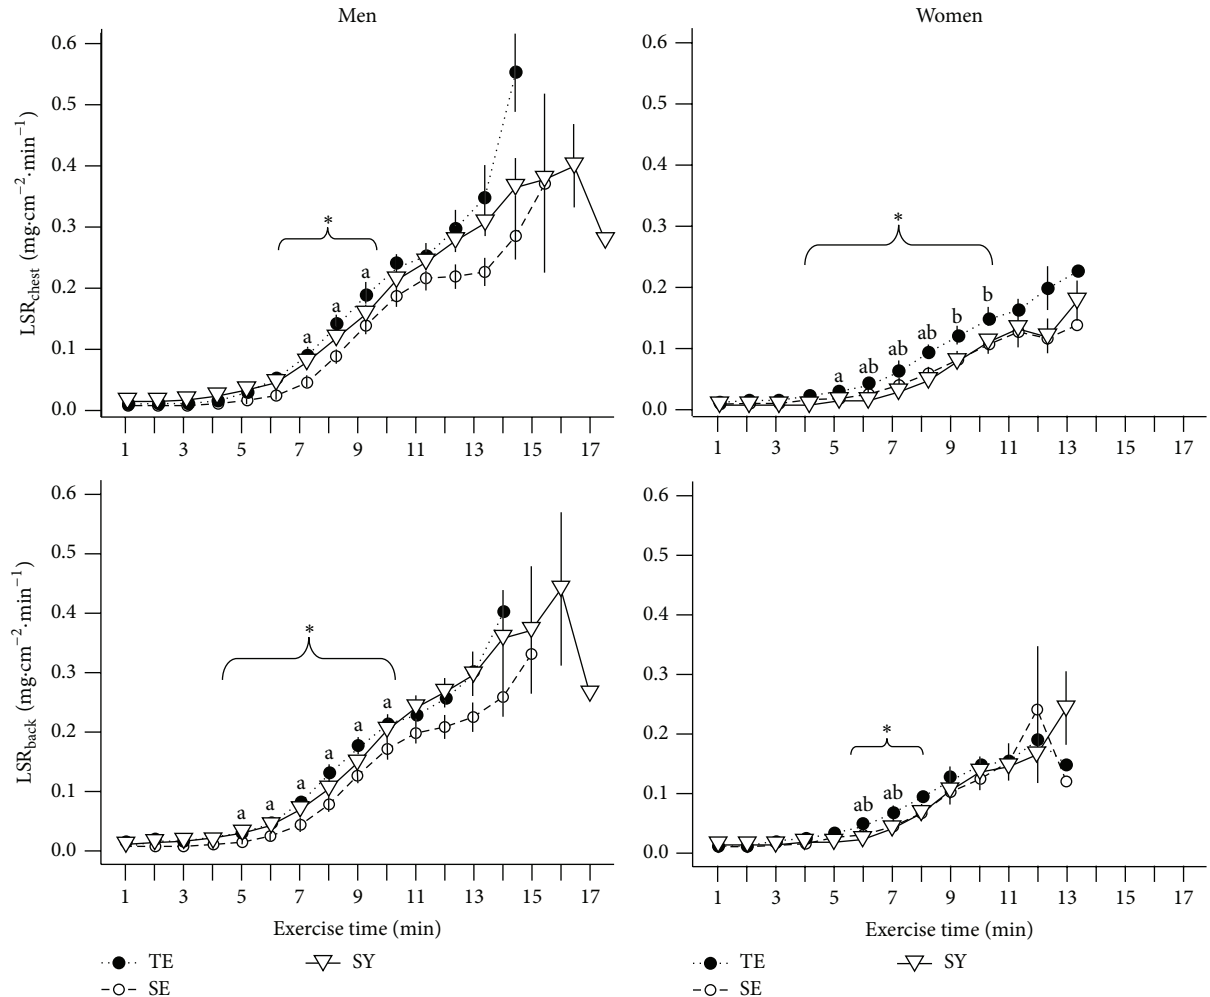 Men
Women
LSRchest (mg·cm−2·min−1)
0.6
0.5
0.4
0.3
0.2
0.1
0.0
*
a
a
a
1 3 5 7 9 11 13 15 17
0.6
0.5
0.4
0.3
0.2
0.1
0.0
*
a
ab
ab
ab
b
b
1 3 5 7 9 11 13 15 17
LSRback (mg·cm−2·min−1)
0.6
0.5
0.4
0.3
0.2
0.1
0.0
*
a
a
a
a
a
a
1 3 5 7 9 11 13 15 17
Exercise time (min)
0.6
0.5
0.4
0.3
0.2
0.1
0.0
*
ab
ab
1 3 5 7 9 11 13 15 17
Exercise time (min)
TE SY
SE
TE SY
SE